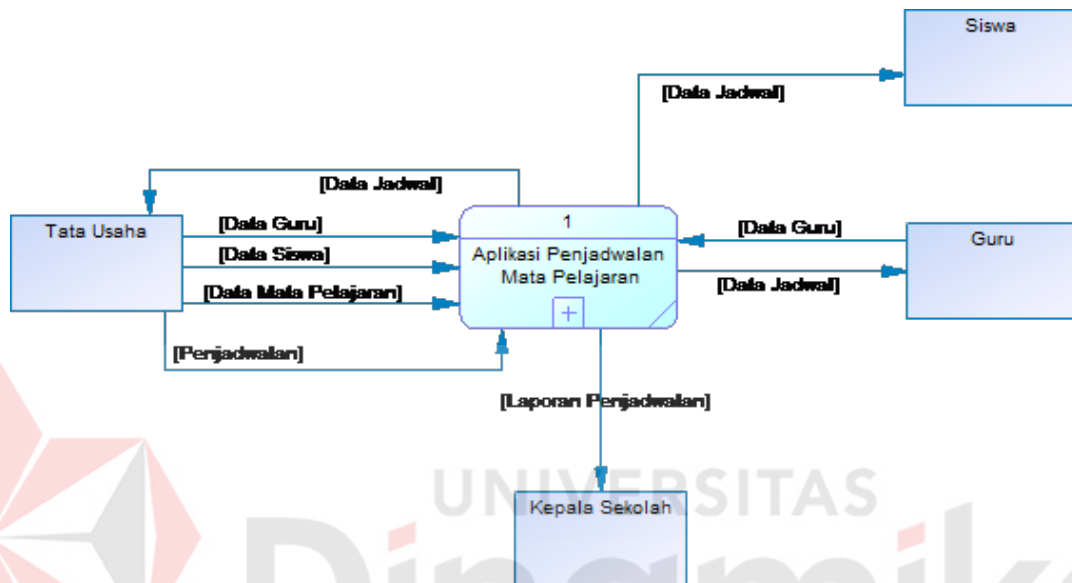 Siswa
[Data Jadwal]
[Data Jadwal]
Tata Usaha
[Data Guru]
1
[Data Guru]
Guru
[Data Siswa]
Aplikasi Penjadwalan
Mata Pelajaran
[Data Jadwal]
[Data Mata Pelajaran]
+
[Penjadwalan]
[Laporan Penjadwalan]
UNIVERSITAS
Kepala Sekolah
Dinamika